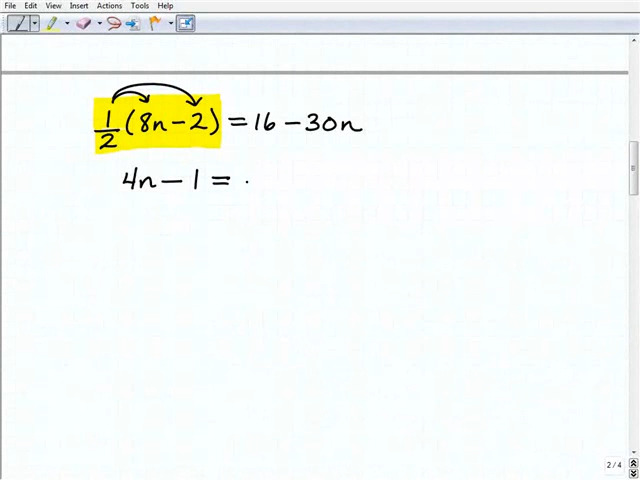 File Edit View Insert Actions Tools Help
1/2 (8n − 2) = 16 − 30n
4n − 1 =
2 / 4